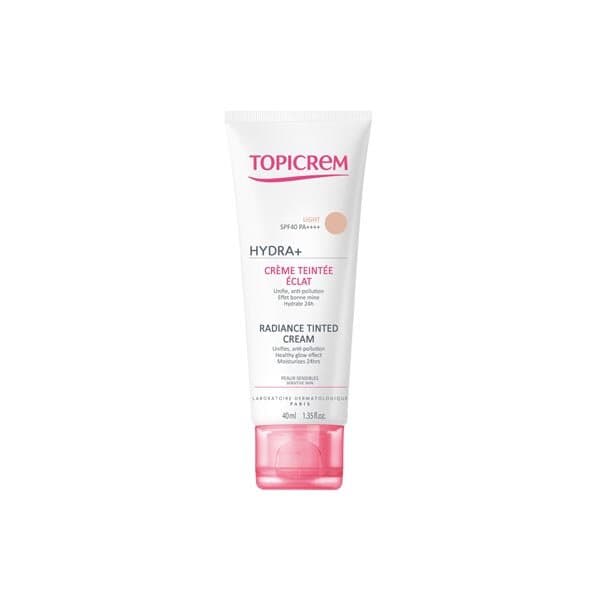 TOPICREM
LIGHT
SPF40 PA++++
HYDRA+
CRÈME TEINTÉE
ÉCLAT
Unifie, anti pollution
Effet bonne mine
Hydrate 24h
RADIANCE TINTED
CREAM
Unifies, anti-pollution
Healthy glow effect
Moisturizes 24hrs
PEAUX SENSIBLES
SENSITIVE SKIN
LABORATOIRE DERMATOLOGIQUE
PARIS
40ml 1.35fl.oz.